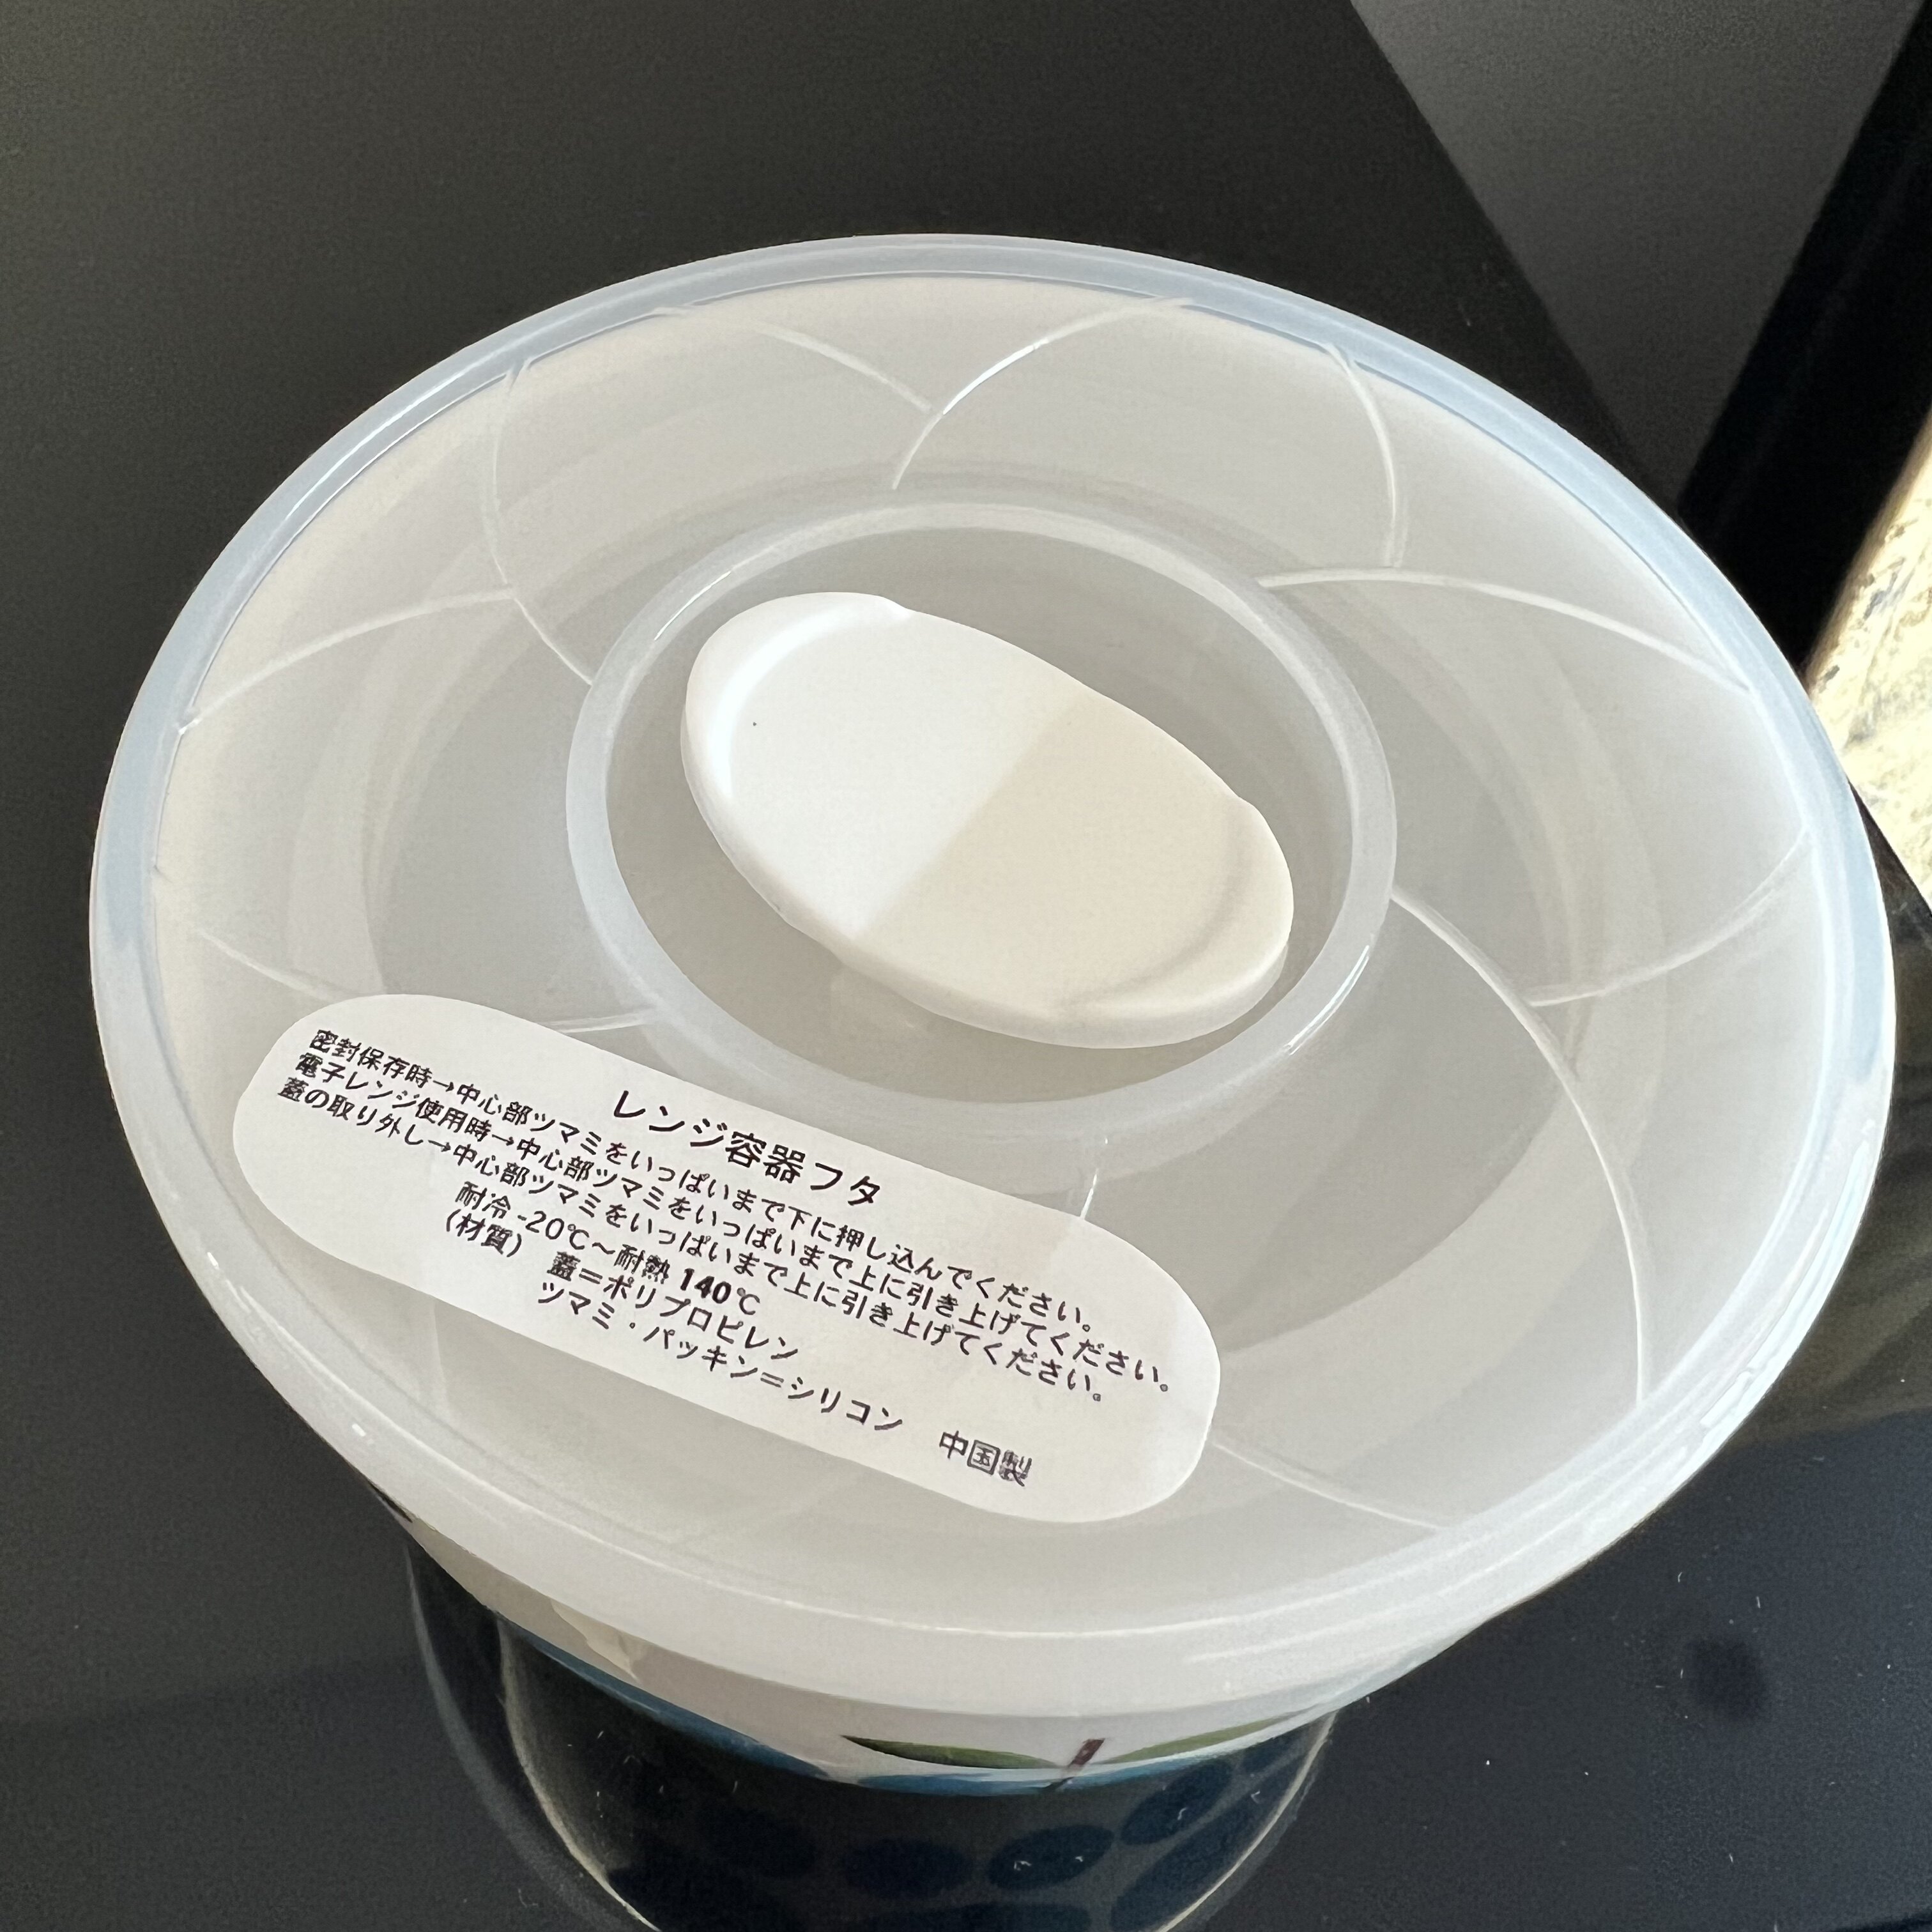 レンジ容器フタ
密封保存時→中心部ツマミをいっぱいまで下に押し込んでください。
電子レンジ使用時→中心部ツマミをいっぱいまで上に引き上げてください。
蓋の取り外し→中心部ツマミをいっぱいまで上に引き上げてください。
耐冷 -20℃〜耐熱 140℃
(材質) 蓋=ポリプロピレン
ツマミ・パッキン=シリコン 中国製